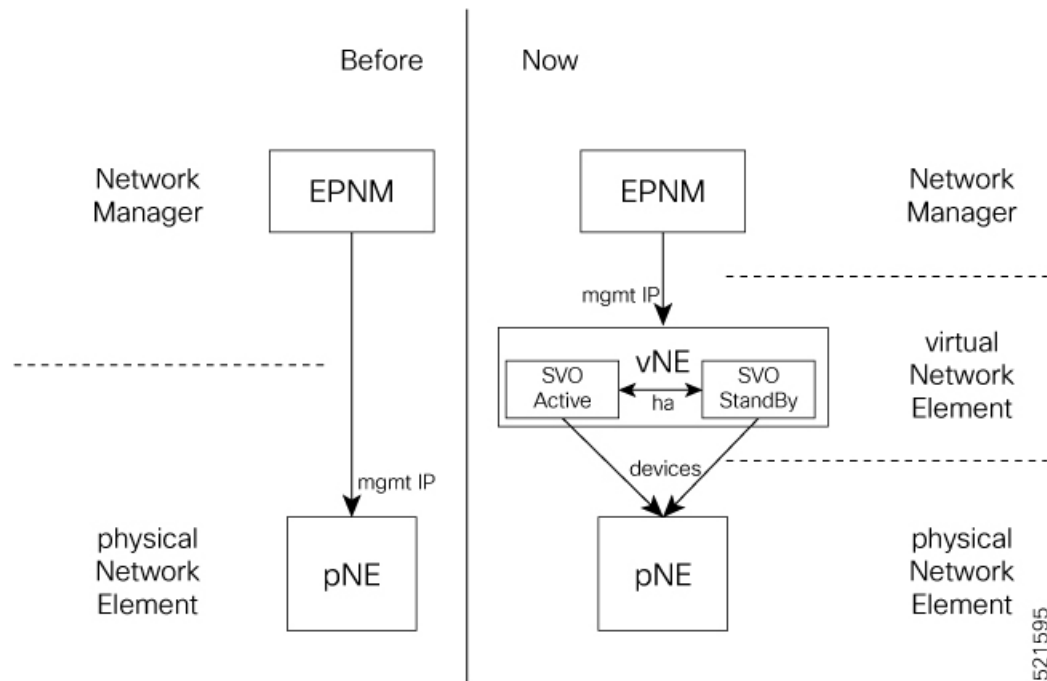 Before
Now
Network
Manager
EPNM
EPNM
Network
Manager
mgmt IP
vNE
SVO
Active
ha
SVO
StandBy
virtual
Network
Element
devices
mgmt IP
physical
Network
Element
pNE
pNE
physical
Network
Element
521595